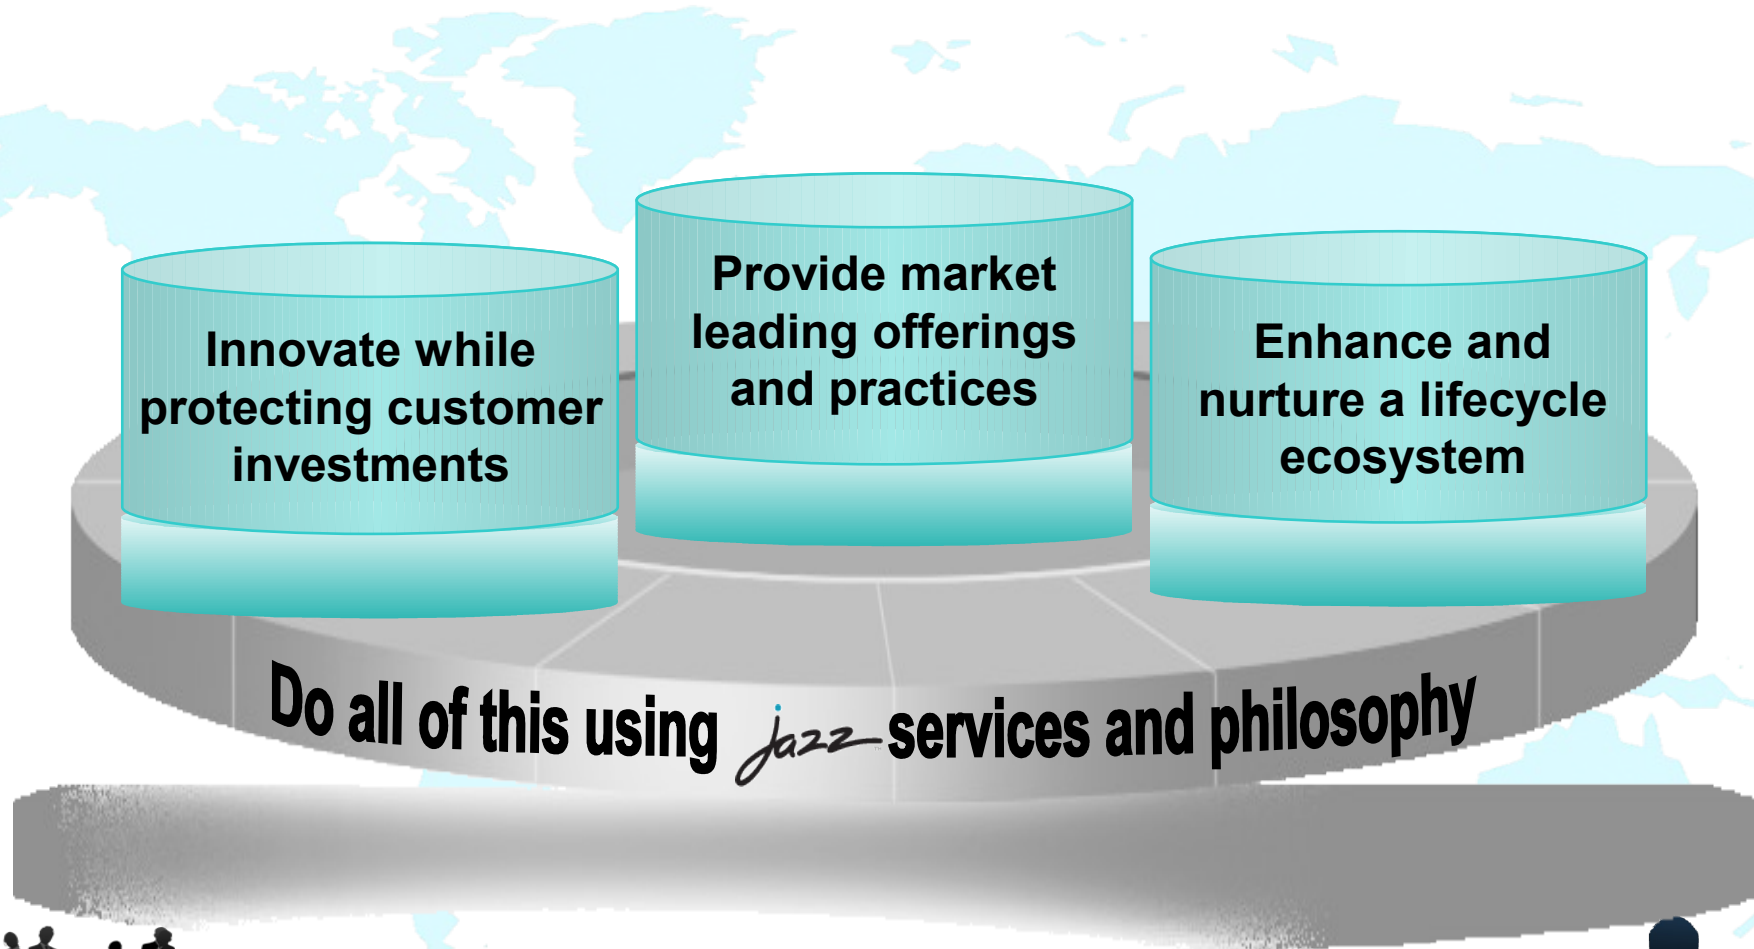 Innovate while
protecting customer
investments
Provide market
leading offerings
and practices
Enhance and
nurture a lifecycle
ecosystem
Do all of this using jazz services and philosophy